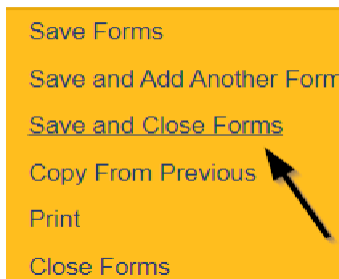 Save Forms
Save and Add Another Form
Save and Close Forms
Copy From Previous
Print
Close Forms